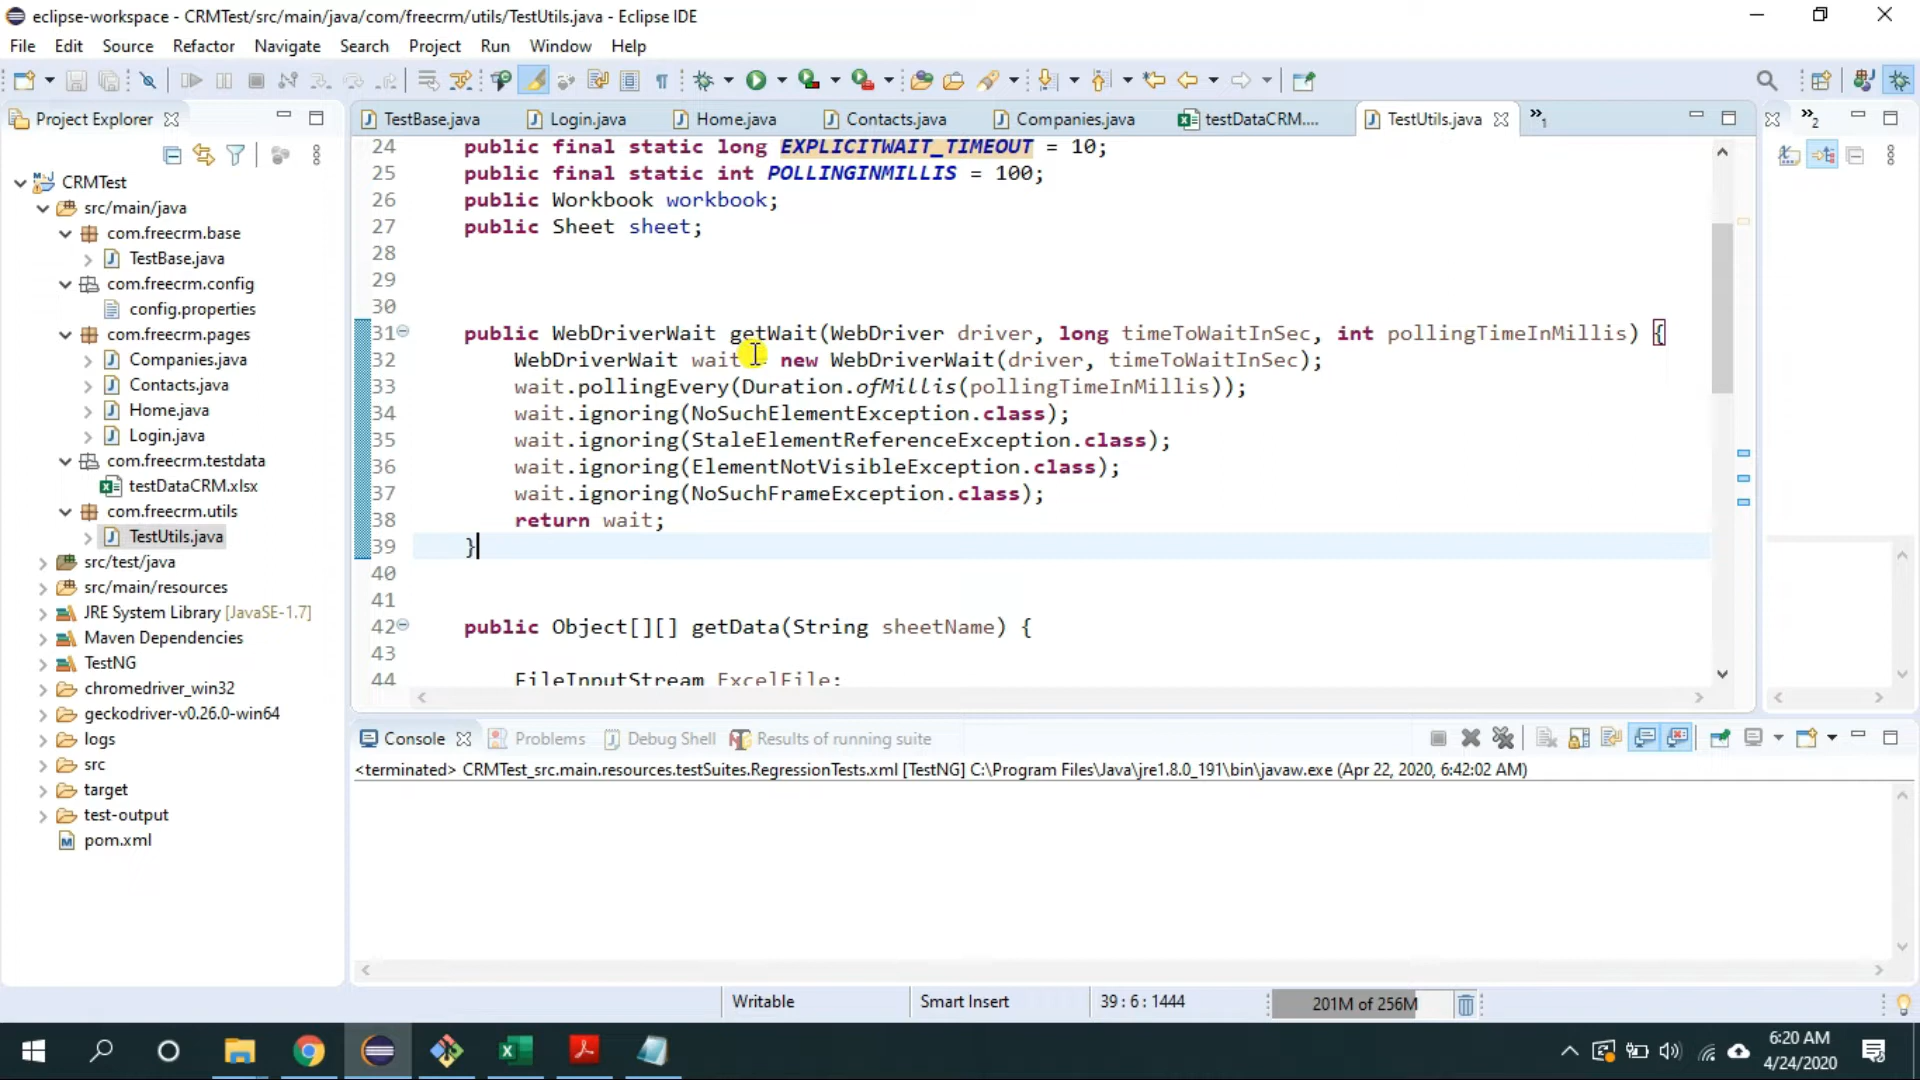 eclipse-workspace - CRMTest/src/main/java/com/freecrm/utils/TestUtils.java - Eclipse IDE
File Edit Source Refactor Navigate Search Project Run Window Help
Project Explorer
CRMTest
src/main/java
com.freecrm.base
TestBase.java
com.freecrm.config
config.properties
com.freecrm.pages
Companies.java
Contacts.java
Home.java
Login.java
com.freecrm.testdata
testDataCRM.xlsx
com.freecrm.utils
TestUtils.java
src/test/java
src/main/resources
JRE System Library [JavaSE-1.7]
Maven Dependencies
TestNG
chromedriver_win32
geckodriver-v0.26.0-win64
logs
src
target
test-output
pom.xml
TestBase.java Login.java Home.java Contacts.java Companies.java testDataCRM.... TestUtils.java »1
»2
24 public final static long EXPLICITWAIT_TIMEOUT = 10;
25 public final static int POLLINGINMILLIS = 100;
26 public Workbook workbook;
27 public Sheet sheet;
28
29
30
31 public WebDriverWait getWait(WebDriver driver, long timeToWaitInSec, int pollingTimeInMillis) {
32 WebDriverWait wait = new WebDriverWait(driver, timeToWaitInSec);
33 wait.pollingEvery(Duration.ofMillis(pollingTimeInMillis));
34 wait.ignoring(NoSuchElementException.class);
35 wait.ignoring(StaleElementReferenceException.class);
36 wait.ignoring(ElementNotVisibleException.class);
37 wait.ignoring(NoSuchFrameException.class);
38 return wait;
39 }
40
41
42 public Object[][] getData(String sheetName) {
43
44 FileInputStream ExcelFile;
Console Problems Debug Shell Results of running suite
<terminated> CRMTest_src.main.resources.testSuites.RegressionTests.xml [TestNG] C:\Program Files\Java\jre1.8.0_191\bin\javaw.exe (Apr 22, 2020, 6:42:02 AM)
Writable Smart Insert 39 : 6 : 1444 201M of 256M
6:20 AM
4/24/2020